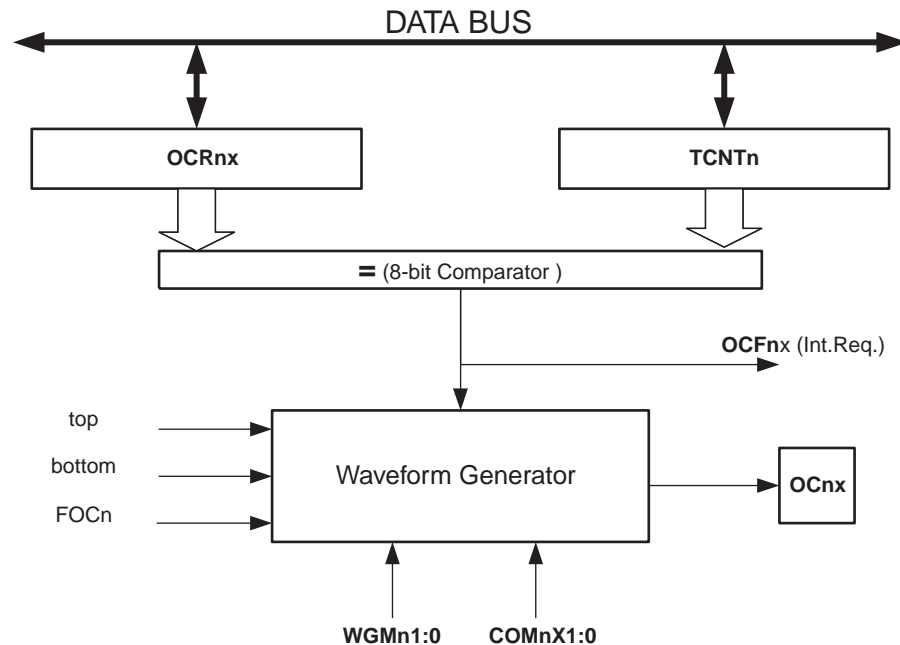 DATA BUS
OCRnx
TCNTn
= (8-bit Comparator )
OCFnx (Int.Req.)
top
bottom
FOCn
Waveform Generator
OCnx
WGMn1:0
COMnX1:0